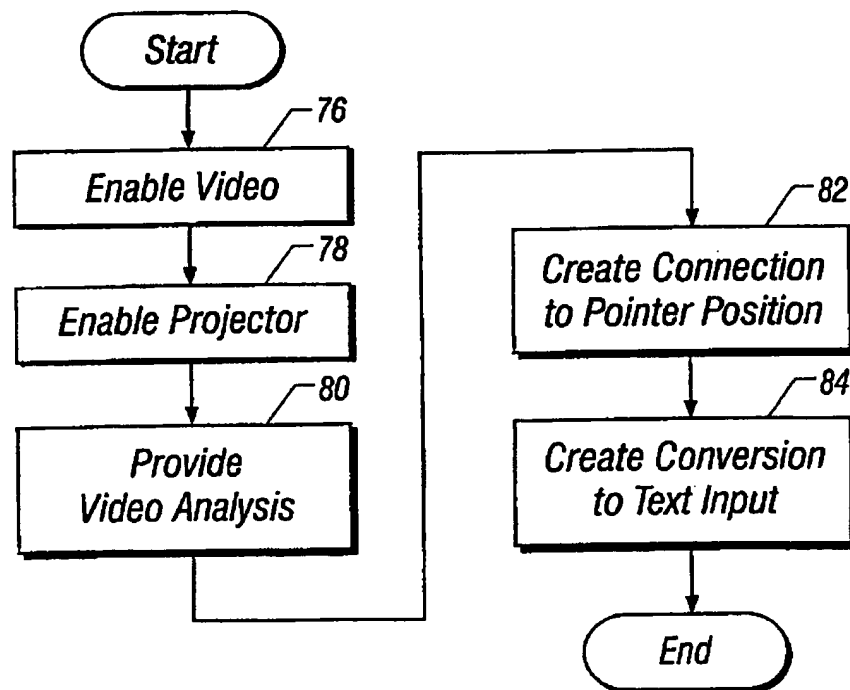 Start
76
Enable Video
78
Enable Projector
80
Provide
Video Analysis
82
Create Connection
to Pointer Position
84
Create Conversion
to Text Input
End